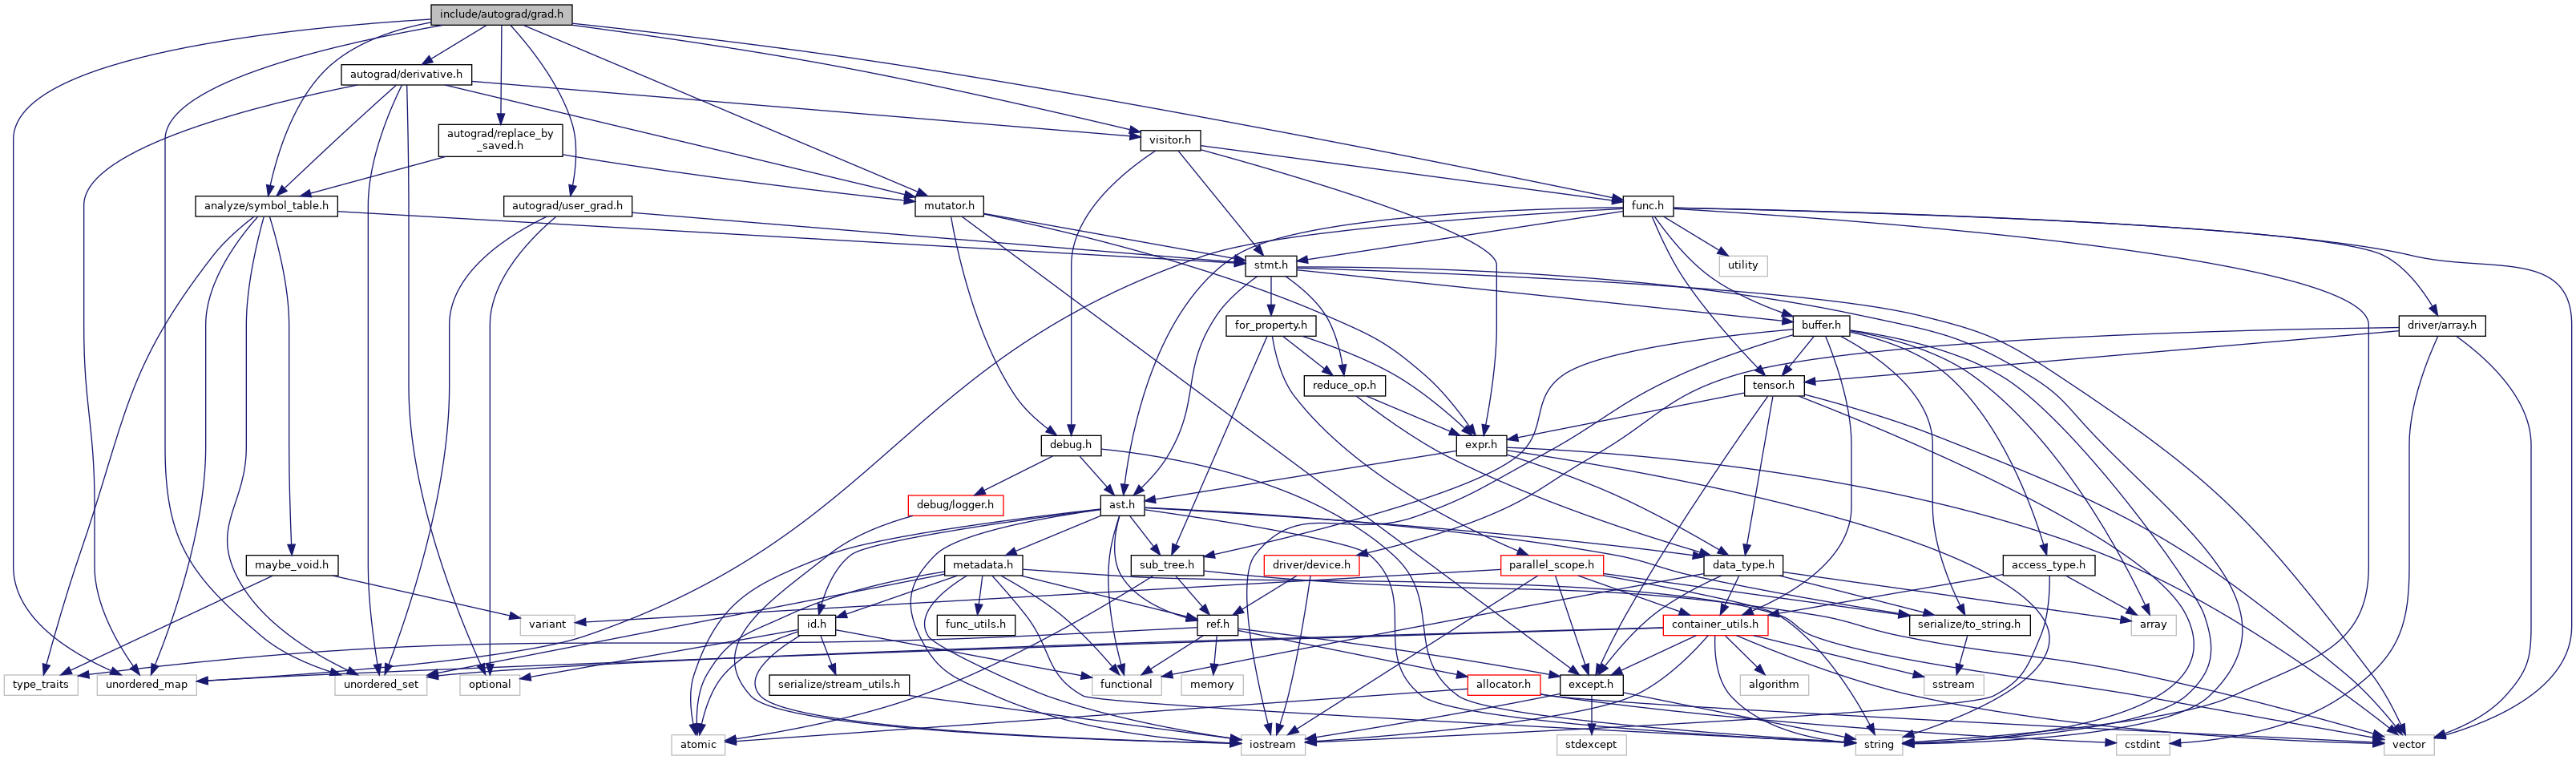 include/autograd/grad.h
autograd/derivative.h
autograd/replace_by
_saved.h
visitor.h
analyze/symbol_table.h
autograd/user_grad.h
mutator.h
func.h
stmt.h
utility
for_property.h
buffer.h
driver/array.h
reduce_op.h
tensor.h
debug.h
expr.h
debug/logger.h
ast.h
maybe_void.h
metadata.h
sub_tree.h
driver/device.h
parallel_scope.h
data_type.h
access_type.h
variant
id.h
func_utils.h
ref.h
container_utils.h
serialize/to_string.h
array
type_traits
unordered_map
unordered_set
optional
serialize/stream_utils.h
functional
memory
allocator.h
except.h
algorithm
sstream
atomic
iostream
stdexcept
string
cstdint
vector